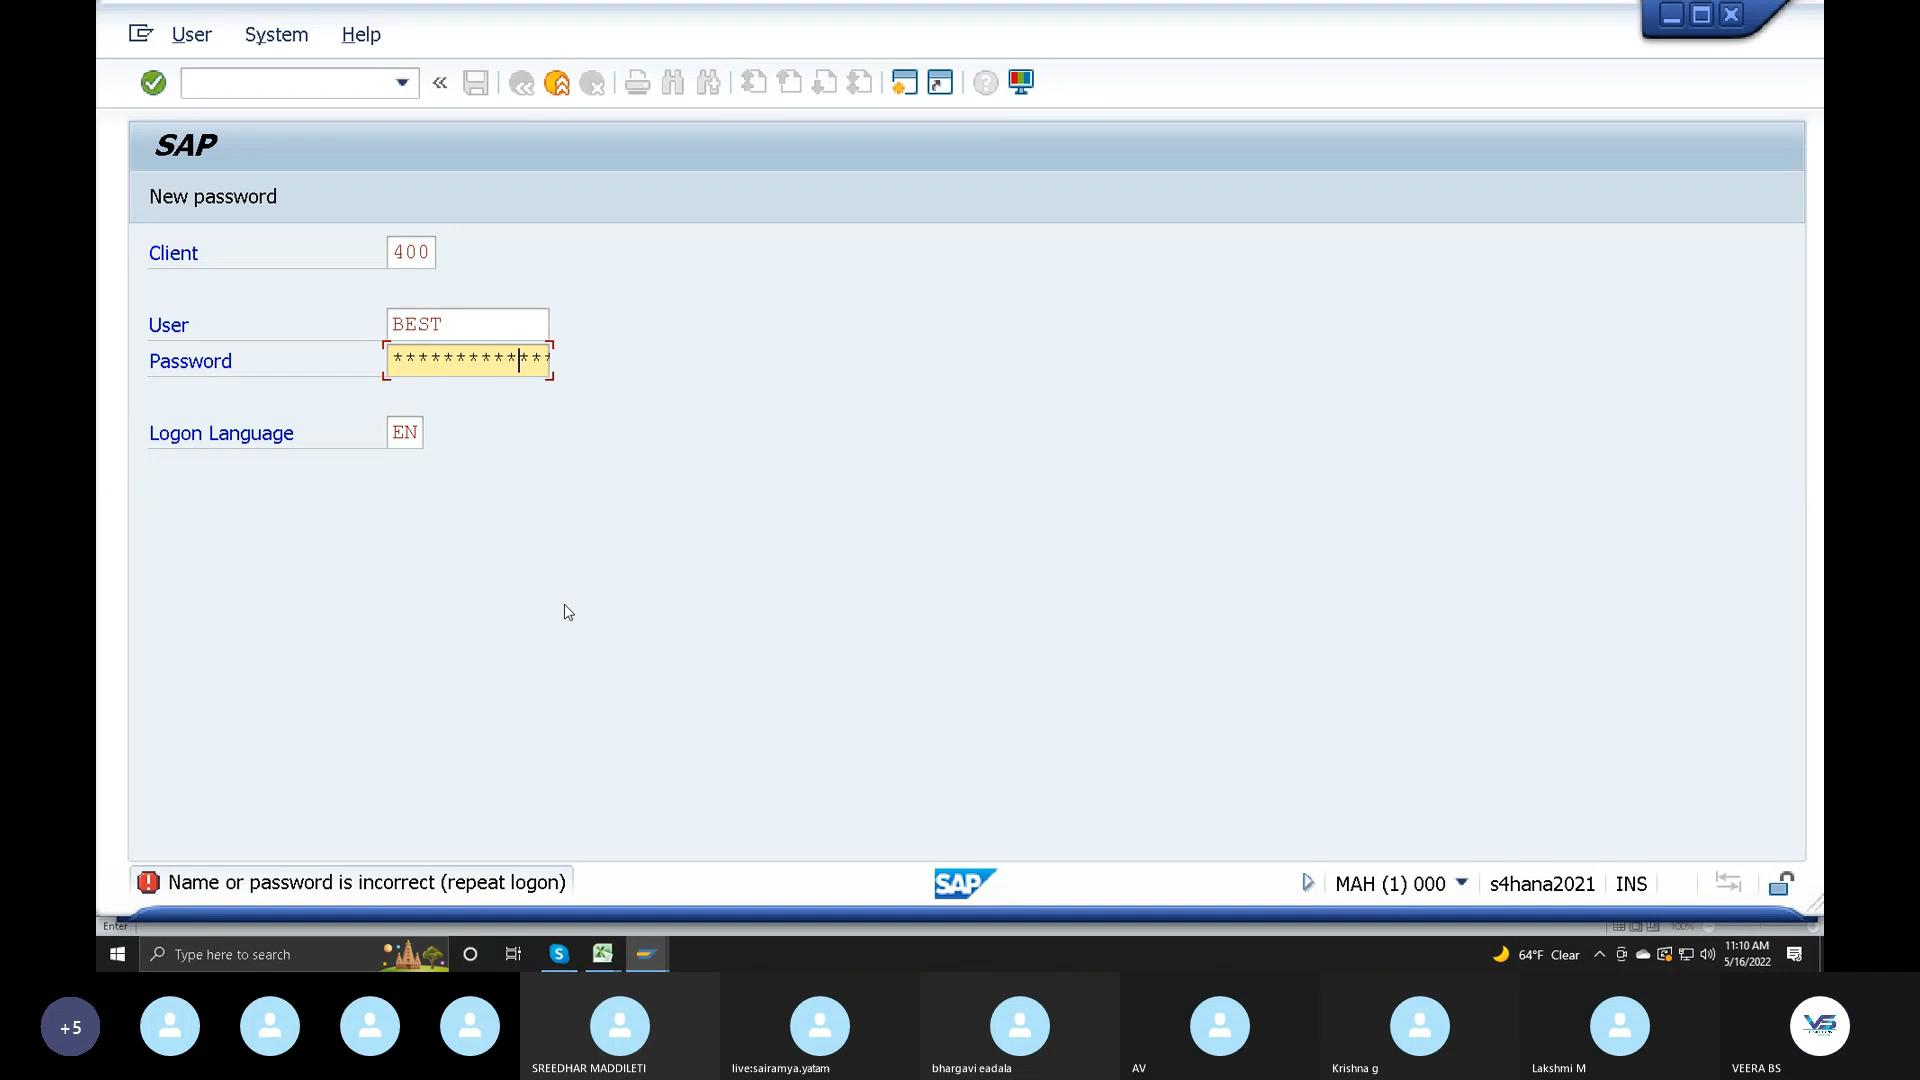 User System Help
SAP
New password
Client 400
User BEST
Password **************
Logon Language EN
Name or password is incorrect (repeat logon) SAP MAH (1) 000 s4hana2021 INS
Enter 100%
Type here to search 64°F Clear 11:10 AM
5/16/2022
+5 VS
SREEDHAR MADDILETI live:sairamya.yatam bhargavi eadala AV Krishna g Lakshmi M VEERA BS